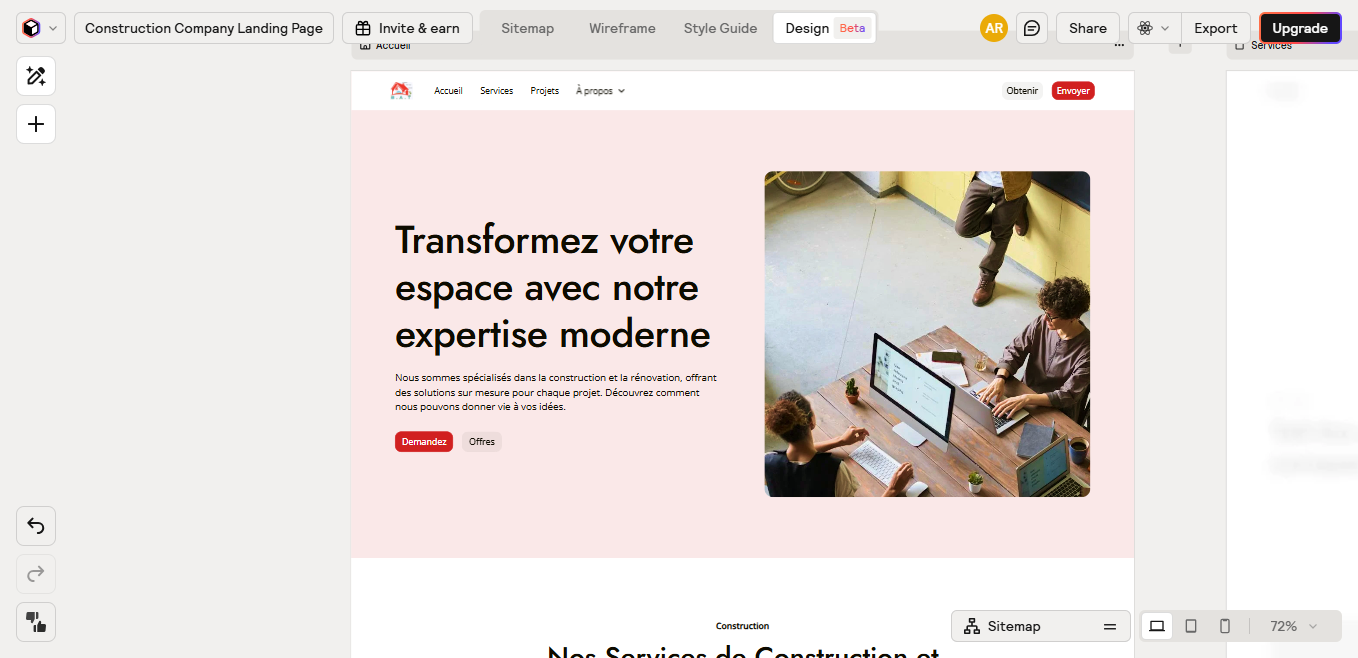 Construction Company Landing Page
Invite & earn
Sitemap
Wireframe
Style Guide
Design
Beta
AR
Share
Export
Upgrade
Accueil
Services
Accueil
Services
Projets
À propos
Obtenir
Envoyer
Transformez votre
espace avec notre
expertise moderne
Nous sommes spécialisés dans la construction et la rénovation, offrant
des solutions sur mesure pour chaque projet. Découvrez comment
nous pouvons donner vie à vos idées.
Demandez
Offres
Construction
Nos Services de Construction et
Sitemap
72%